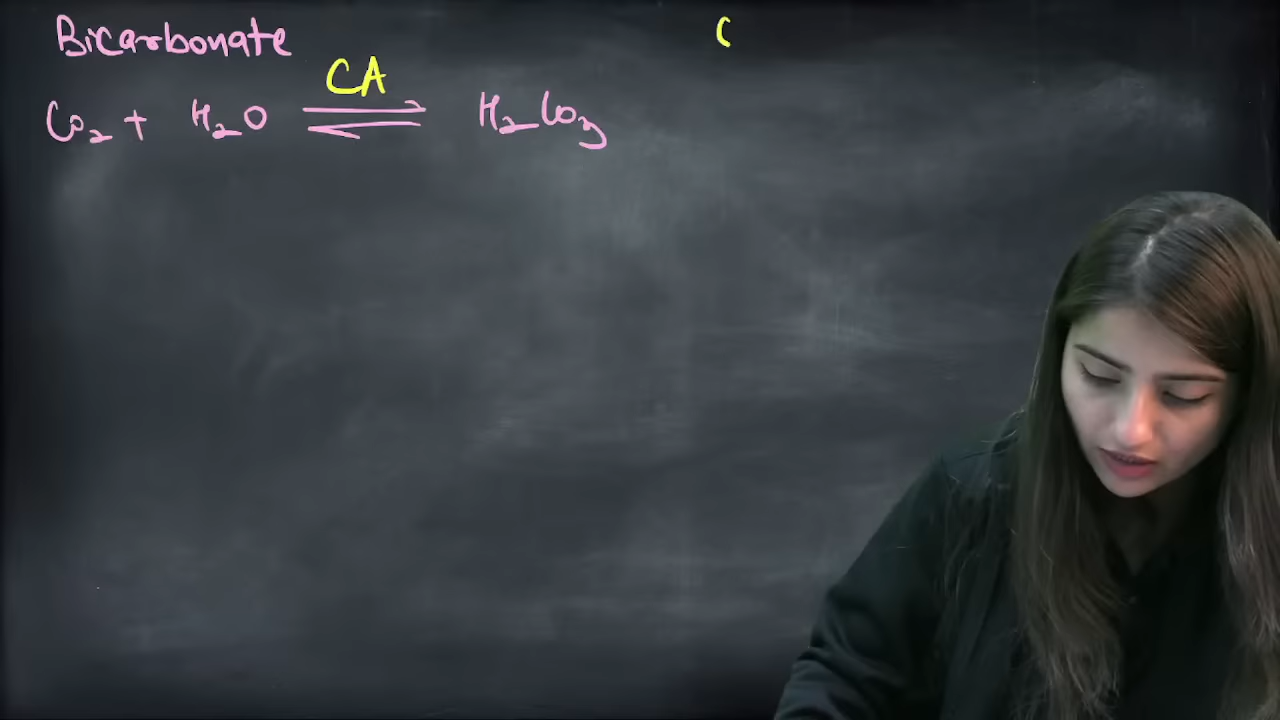 Bicarbonate
C
CA
CO2 + H2O ⇌ H2CO3